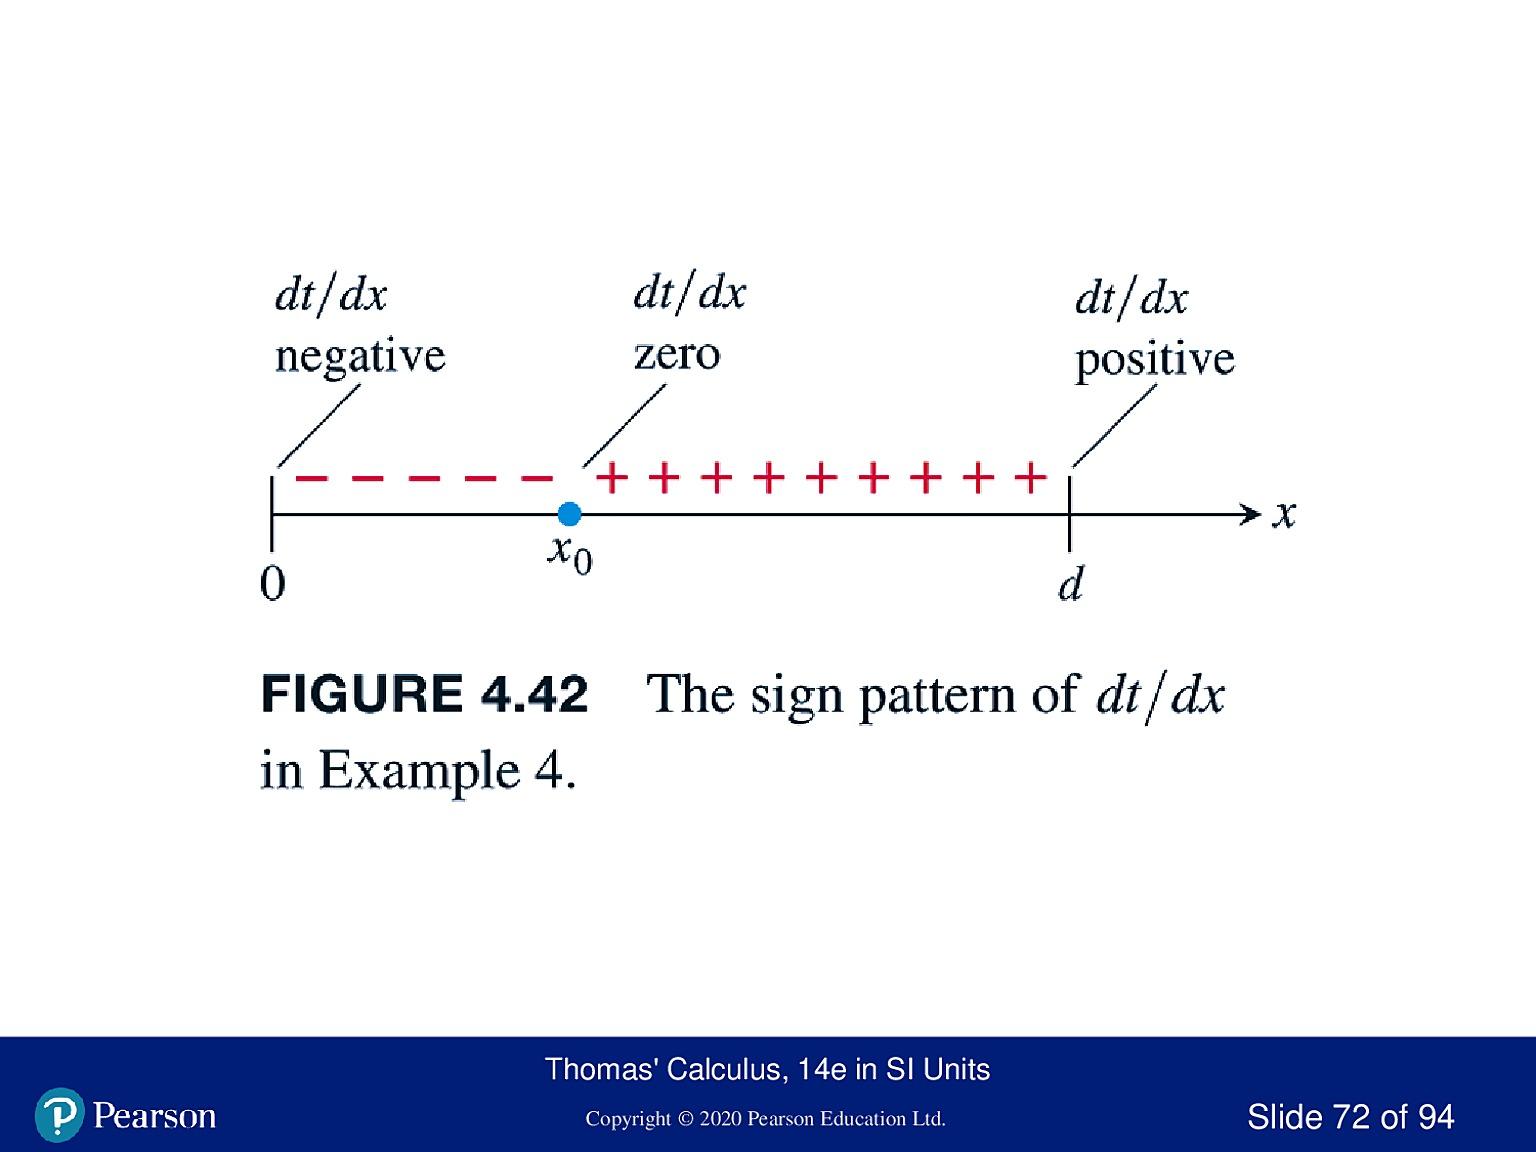 dt/dx
negative
dt/dx
zero
dt/dx
positive
− − − − − + + + + + + + + +
x
x₀
0
d
FIGURE 4.42 The sign pattern of dt/dx
in Example 4.
Thomas' Calculus, 14e in SI Units
Pearson
Copyright © 2020 Pearson Education Ltd.
Slide 72 of 94